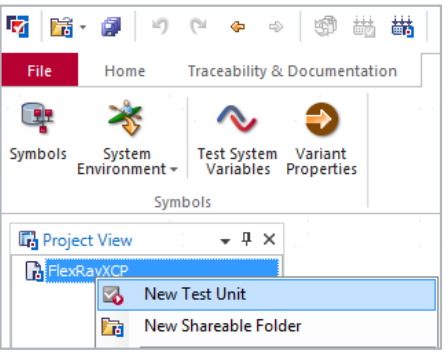 File Home Traceability & Documentation
Symbols System Environment Test System Variables Variant Properties
Symbols
Project View
FlexRayXCP
New Test Unit
New Shareable Folder